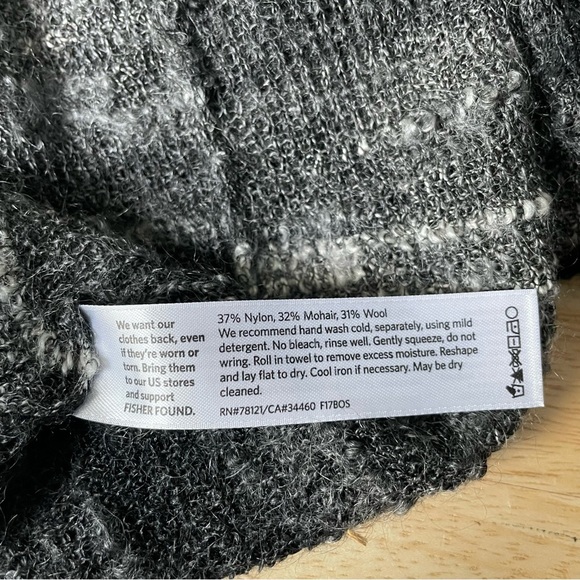 We want our
clothes back, even
if they're worn or
torn. Bring them
to our US stores
and support
FISHER FOUND.
37% Nylon, 32% Mohair, 31% Wool
We recommend hand wash cold, separately, using mild
detergent. No bleach, rinse well. Gently squeeze, do not
wring. Roll in towel to remove excess moisture. Reshape
and lay flat to dry. Cool iron if necessary. May be dry
cleaned.
RN#78121/CA#34460 F17BOS